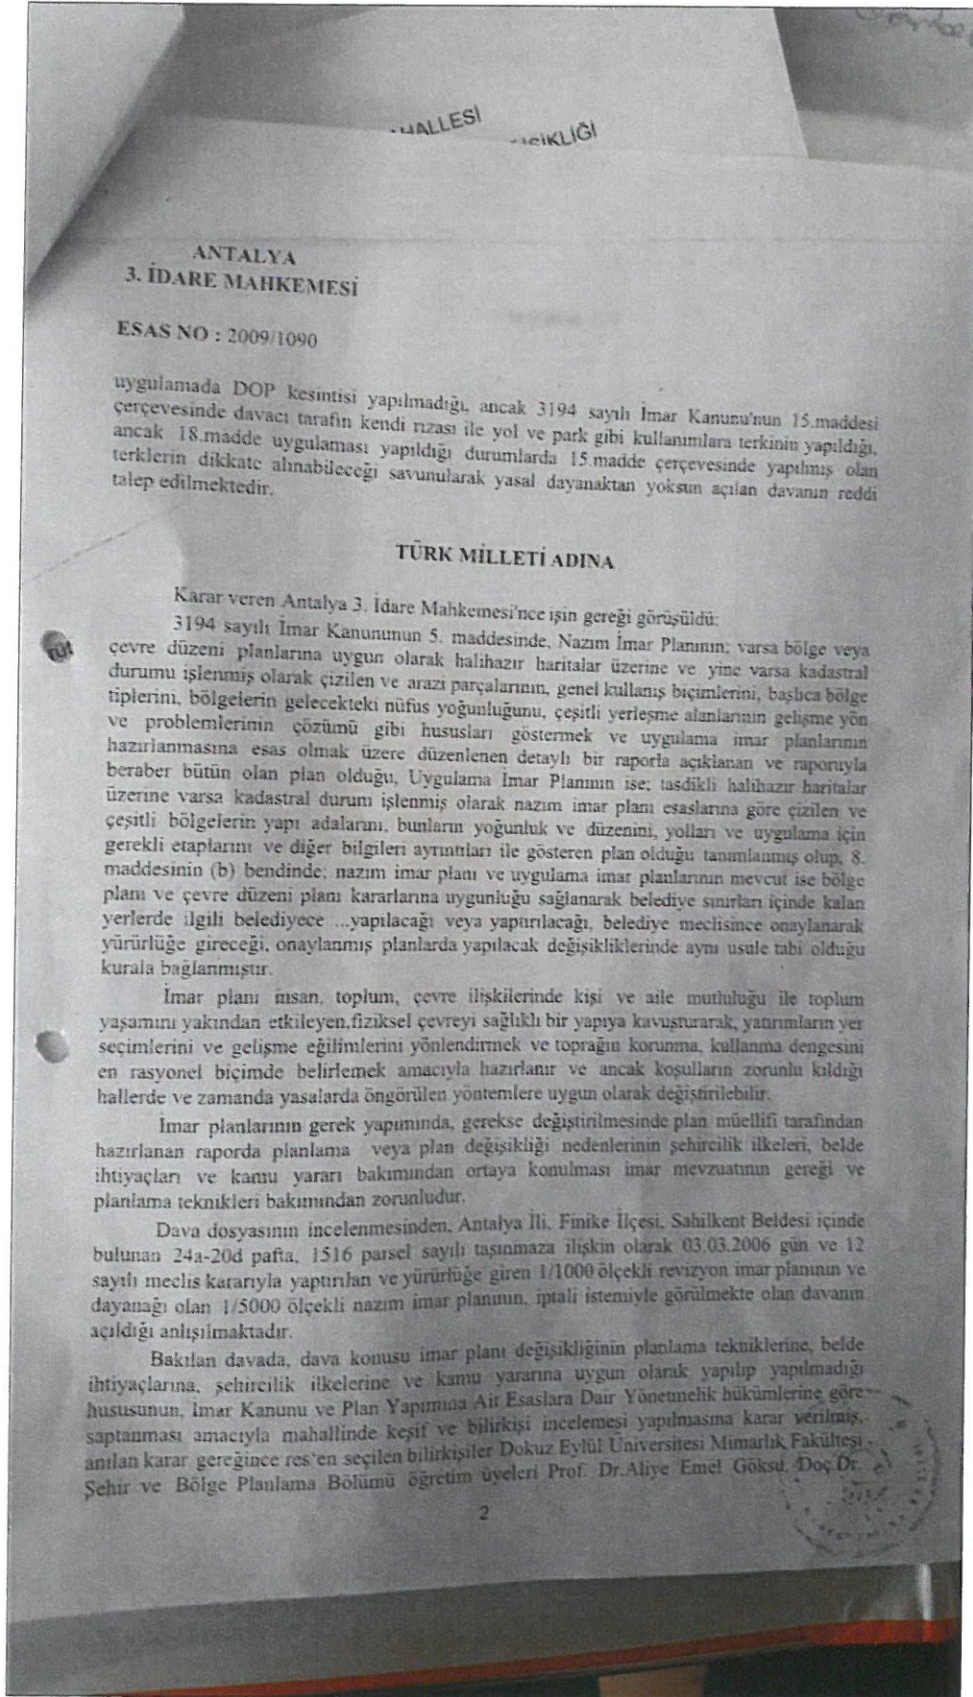 HALLESİ
İKLİĞİ
ANTALYA
3. İDARE MAHKEMESİ
ESAS NO : 2009/1090
uygulamada DOP kesintisi yapılmadığı, ancak 3194 sayılı İmar Kanunu'nun 15.maddesi
çerçevesinde davacı tarafın kendi rızası ile yol ve park gibi kullanımlara terkinin yapıldığı,
ancak 18.madde uygulaması yapıldığı durumlarda 15.madde çerçevesinde yapılmış olan
terklerin dikkate alınabileceği savunularak yasal dayanaktan yoksun açılan davanın reddi
talep edilmektedir.
TÜRK MİLLETİ ADINA
Karar veren Antalya 3. İdare Mahkemesi'nce işin gereği görüşüldü:
3194 sayılı İmar Kanununun 5. maddesinde, Nazım İmar Planının; varsa bölge veya
çevre düzeni planlarına uygun olarak halihazır haritalar üzerine ve yine varsa kadastral
durumu işlenmiş olarak çizilen ve arazi parçalarının, genel kullanış biçimlerini, başlıca bölge
tiplerini, bölgelerin gelecekteki nüfus yoğunluğunu, çeşitli yerleşme alanlarının gelişme yön
ve problemlerinin çözümü gibi hususları göstermek ve uygulama imar planlarının
hazırlanmasına esas olmak üzere düzenlenen detaylı bir raporla açıklanan ve raporuyla
beraber bütün olan plan olduğu, Uygulama İmar Planının ise; tasdikli halihazır haritalar
üzerine varsa kadastral durum işlenmiş olarak nazım imar planı esaslarına göre çizilen ve
çeşitli bölgelerin yapı adalarını, bunların yoğunluk ve düzenini, yolları ve uygulama için
gerekli etaplarını ve diğer bilgileri ayrıntıları ile gösteren plan olduğu tanımlanmış olup, 8.
maddesinin (b) bendinde; nazım imar planı ve uygulama imar planlarının mevcut ise bölge
planı ve çevre düzeni planı kararlarına uygunluğu sağlanarak belediye sınırları içinde kalan
yerlerde ilgili belediyece ...yapılacağı veya yaptırılacağı, belediye meclisince onaylanarak
yürürlüğe gireceği, onaylanmış planlarda yapılacak değişikliklerinde aynı usule tabi olduğu
kurala bağlanmıştır.
İmar planı insan, toplum, çevre ilişkilerinde kişi ve aile mutluluğu ile toplum
yaşamını yakından etkileyen,fiziksel çevreyi sağlıklı bir yapıya kavuşturarak, yatırımların yer
seçimlerini ve gelişme eğilimlerini yönlendirmek ve toprağın korunma, kullanma dengesini
en rasyonel biçimde belirlemek amacıyla hazırlanır ve ancak koşulların zorunlu kıldığı
hallerde ve zamanda yasalarda öngörülen yöntemlere uygun olarak değiştirilebilir.
İmar planlarının gerek yapımında, gerekse değiştirilmesinde plan müellifi tarafından
hazırlanan raporda planlama veya plan değişikliği nedenlerinin şehircilik ilkeleri, belde
ihtiyaçları ve kamu yararı bakımından ortaya konulması imar mevzuatının gereği ve
planlama teknikleri bakımından zorunludur.
Dava dosyasının incelenmesinden, Antalya İli, Finike İlçesi, Sahilkent Beldesi içinde
bulunan 24a-20d pafta, 1516 parsel sayılı taşınmaza ilişkin olarak 03.03.2006 gün ve 12
sayılı meclis kararıyla yaptırılan ve yürürlüğe giren 1/1000 ölçekli revizyon imar planının ve
dayanağı olan 1/5000 ölçekli nazım imar planının, iptali istemiyle görülmekte olan davanın
açıldığı anlışılmaktadır.
Bakılan davada, dava konusu imar planı değişikliğinin planlama tekniklerine, belde
ihtiyaçlarına, şehircilik ilkelerine ve kamu yararına uygun olarak yapılıp yapılmadığı
hususunun, İmar Kanunu ve Plan Yapımına Ait Esaslara Dair Yönetmelik hükümlerine göre
saptanması amacıyla mahallinde keşif ve bilirkişi incelemesi yapılmasına karar verilmiş,
anılan karar gereğince res'en seçilen bilirkişiler Dokuz Eylül Üniversitesi Mimarlık Fakültesi
Şehir ve Bölge Planlama Bölümü öğretim üyeleri Prof. Dr.Aliye Emel Göksu, Doç.Dr.
2